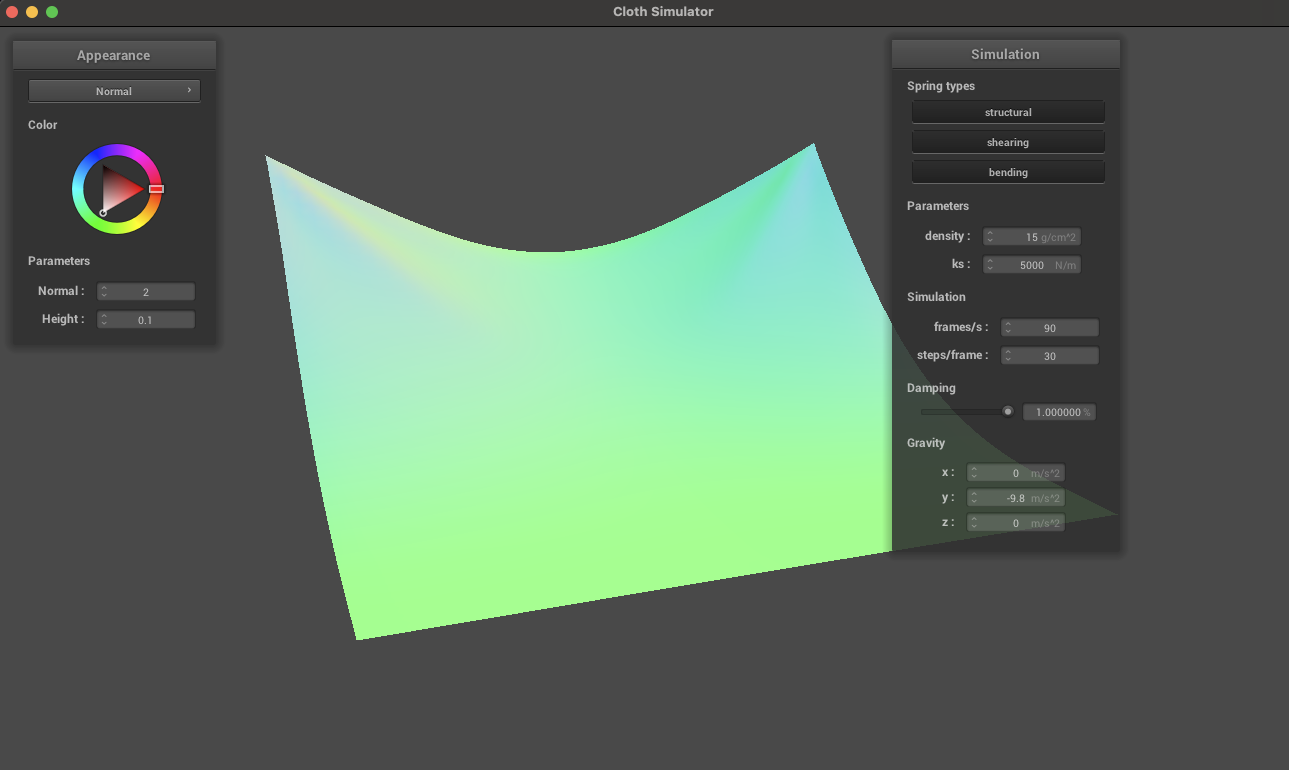 Cloth Simulator
Appearance
Normal
Color
Parameters
Normal : 2
Height : 0.1
Simulation
Spring types
structural
shearing
bending
Parameters
density : 15 g/cm^2
ks : 5000 N/m
Simulation
frames/s : 90
steps/frame : 30
Damping
1.000000 %
Gravity
x : 0 m/s^2
y : -9.8 m/s^2
z : 0 m/s^2